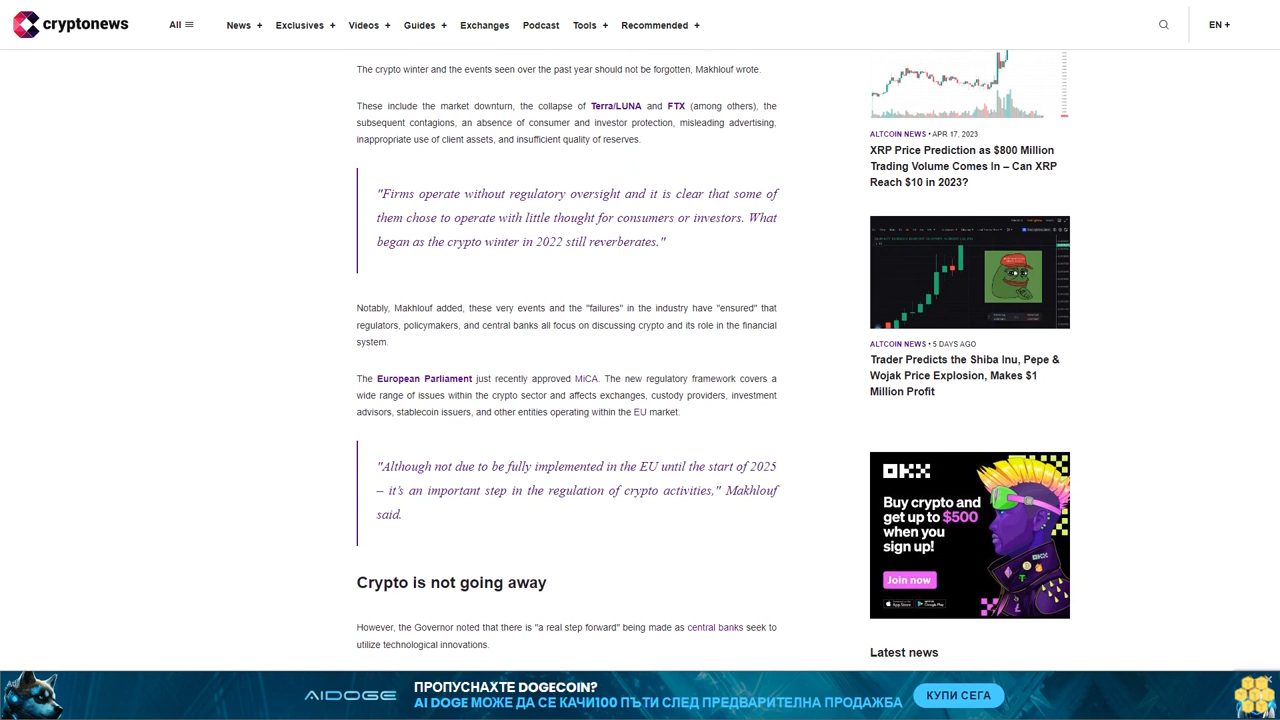 cryptonews
All
News +
Exclusives +
Videos +
Guides +
Exchanges
Podcast
Tools +
Recommended +
EN +
crypto winter and the events seen over the past year should not be forgotten, Makhlouf wrote.
These include the market downturn, the collapse of Terra/LUNA and FTX (among others), the
subsequent contagions, an absence of consumer and investor protection, misleading advertising,
inappropriate use of client assets, and insufficient quality of reserves.
"Firms operate without regulatory oversight and it is clear that some of
them chose to operate with little thought for consumers or investors. What
began as the crypto winter in 2022 still reverberates."
Notably, Makhlouf added, these very events and the "failures" in the industry have "ensured" that
regulators, policymakers, and central banks all focus on discussing crypto and its role in the financial
system.
The European Parliament just recently approved MiCA. The new regulatory framework covers a
wide range of issues within the crypto sector and affects exchanges, custody providers, investment
advisors, stablecoin issuers, and other entities operating within the EU market.
"Although not due to be fully implemented in the EU until the start of 2025
– it's an important step in the regulation of crypto activities," Makhlouf
said.
Crypto is not going away
However, the Governor noted that there is "a real step forward" being made as central banks seek to
utilize technological innovations.
ALTCOIN NEWS • APR 17, 2023
XRP Price Prediction as $800 Million
Trading Volume Comes In – Can XRP
Reach $10 in 2023?
ALTCOIN NEWS • 5 DAYS AGO
Trader Predicts the Shiba Inu, Pepe &
Wojak Price Explosion, Makes $1
Million Profit
OKX
Buy crypto and
get up to $500
when you
sign up!
Join now
App Store
Google Play
Latest news
AIDOGE
ПРОПУСНАХТЕ DOGECOIN?
AI DOGE МОЖЕ ДА СЕ КАЧИ100 ПЪТИ СЛЕД ПРЕДВАРИТЕЛНА ПРОДАЖБА
КУПИ СЕГА